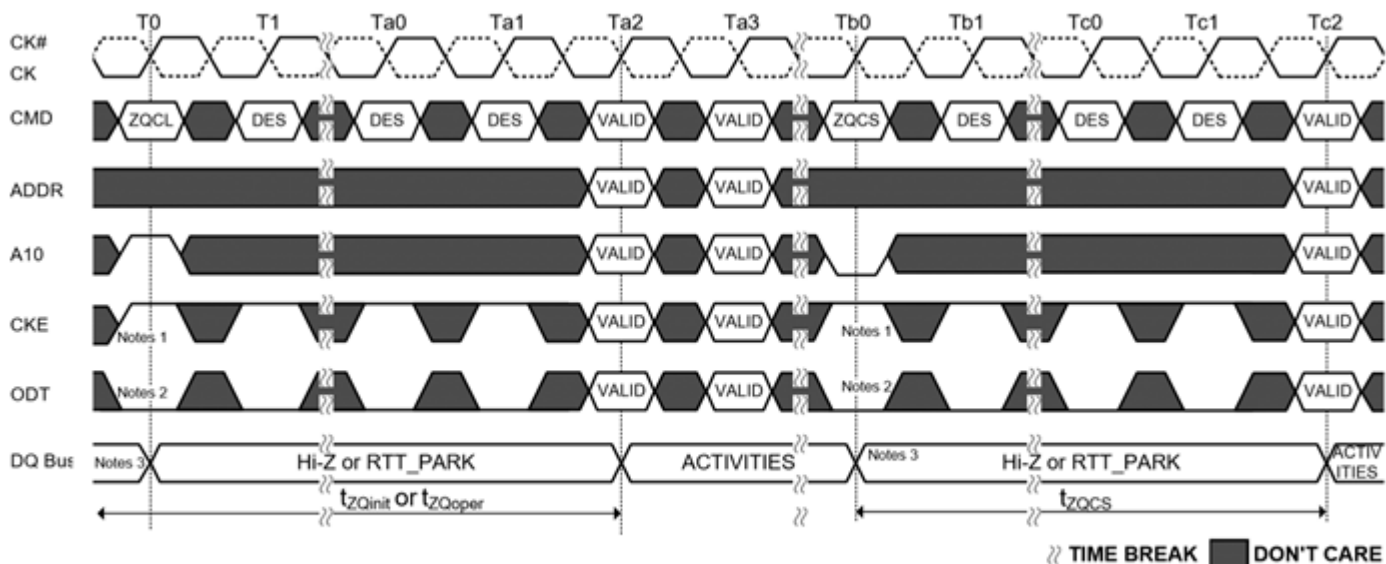 T0 T1 Ta0 Ta1 Ta2 Ta3 Tb0 Tb1 Tc0 Tc1 Tc2
CK#
CK
CMD ZQCL DES DES DES VALID VALID ZQCS DES DES DES VALID
ADDR VALID VALID VALID
A10 VALID VALID VALID
CKE Notes 1 VALID VALID Notes 1 VALID
ODT Notes 2 VALID VALID Notes 2 VALID
DQ Bus Notes 3 Hi-Z or RTT_PARK ACTIVITIES Notes 3 Hi-Z or RTT_PARK ACTIV
ITIES
tZQinit or tZQoper tZQCS
TIME BREAK DON'T CARE